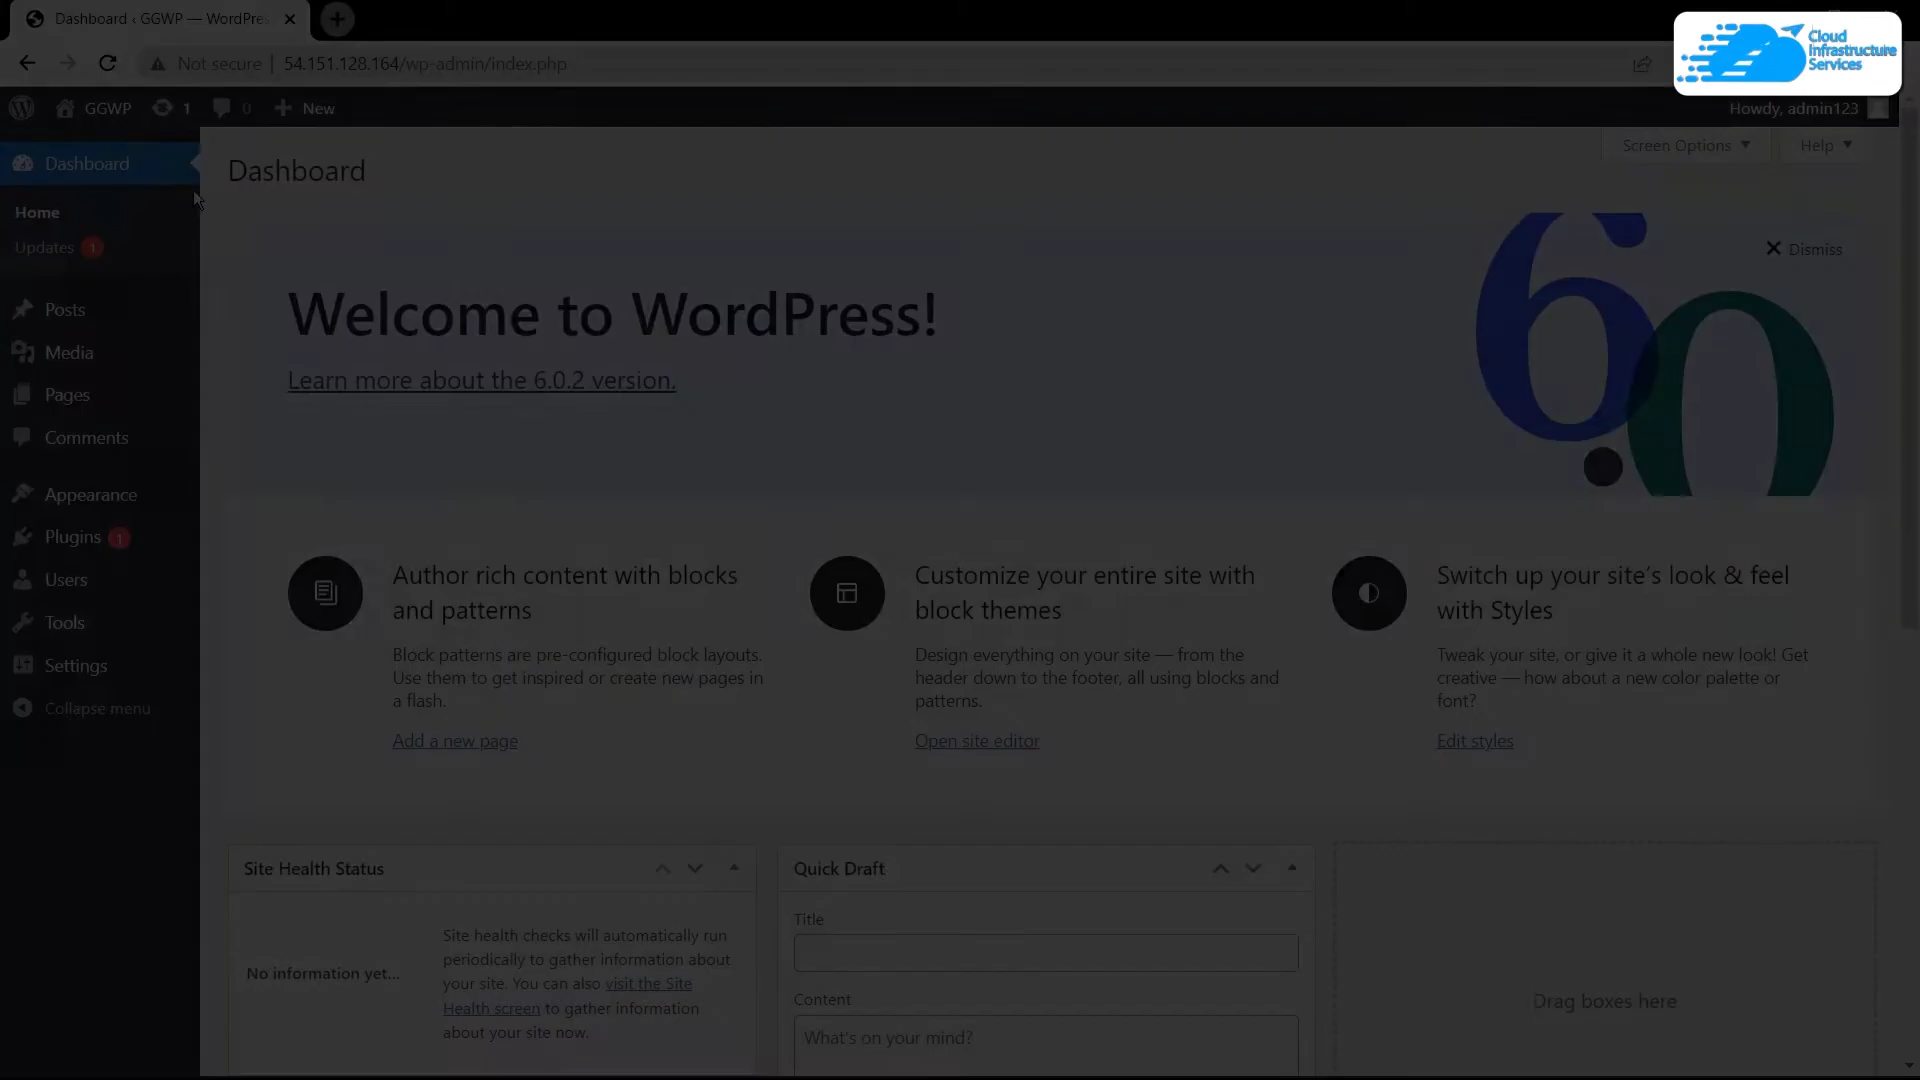 Dashboard ‹ GGWP — WordPres
Cloud
Infrastructure
Services
Not secure
54.151.128.164/wp-admin/index.php
GGWP
1
0
New
Howdy, admin123
Dashboard
Home
Updates 1
Posts
Media
Pages
Comments
Appearance
Plugins 1
Users
Tools
Settings
Collapse menu
Dashboard
Screen Options
Help
Dismiss
Welcome to WordPress!
Learn more about the 6.0.2 version.
6.0
Author rich content with blocks
and patterns
Block patterns are pre-configured block layouts.
Use them to get inspired or create new pages in
a flash.
Add a new page
Customize your entire site with
block themes
Design everything on your site — from the
header down to the footer, all using blocks and
patterns.
Open site editor
Switch up your site’s look & feel
with Styles
Tweak your site, or give it a whole new look! Get
creative — how about a new color palette or
font?
Edit styles
Site Health Status
No information yet…
Site health checks will automatically run
periodically to gather information about
your site. You can also visit the Site
Health screen to gather information
about your site now.
Quick Draft
Title
Content
What's on your mind?
Drag boxes here